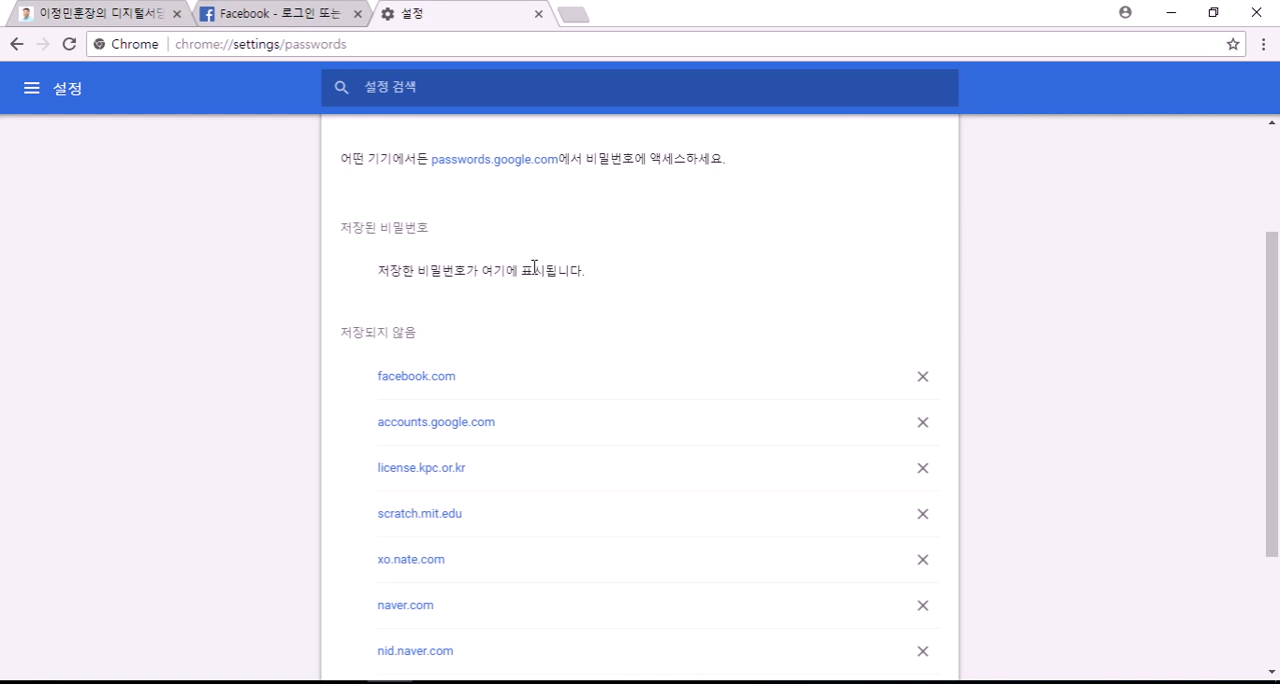 이정민훈장의 디지털서당
Facebook - 로그인 또는
설정
Chrome
chrome://settings/passwords
설정
설정 검색
어떤 기기에서든 passwords.google.com에서 비밀번호에 액세스하세요.
저장된 비밀번호
저장한 비밀번호가 여기에 표시됩니다.
저장되지 않음
facebook.com
accounts.google.com
license.kpc.or.kr
scratch.mit.edu
xo.nate.com
naver.com
nid.naver.com